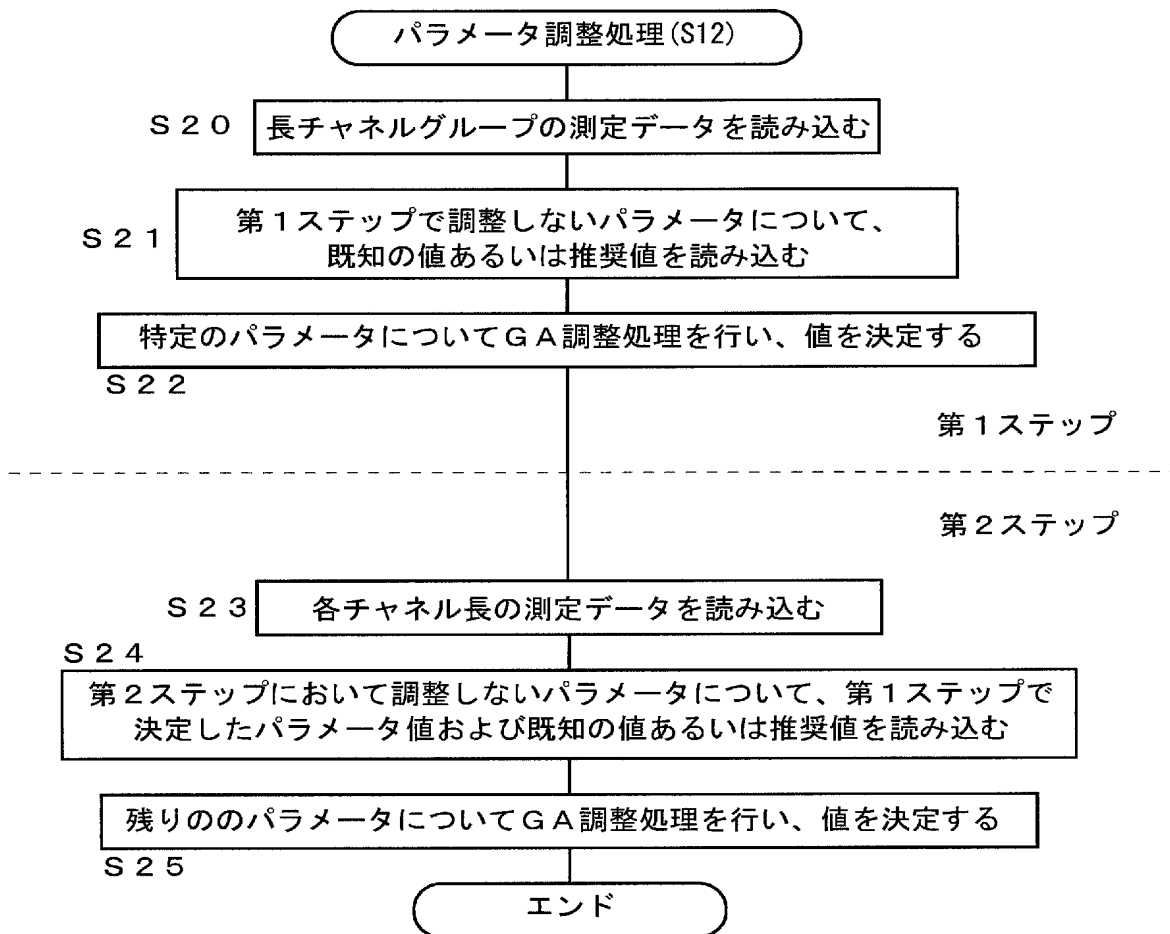 パラメータ調整処理(S12)
S20
長チャネルグループの測定データを読み込む
S21
第1ステップで調整しないパラメータについて、
既知の値あるいは推奨値を読み込む
特定のパラメータについてGA調整処理を行い、値を決定する
S22
第1ステップ
第2ステップ
S23
各チャネル長の測定データを読み込む
S24
第2ステップにおいて調整しないパラメータについて、第1ステップで
決定したパラメータ値および既知の値あるいは推奨値を読み込む
残りののパラメータについてGA調整処理を行い、値を決定する
S25
エンド